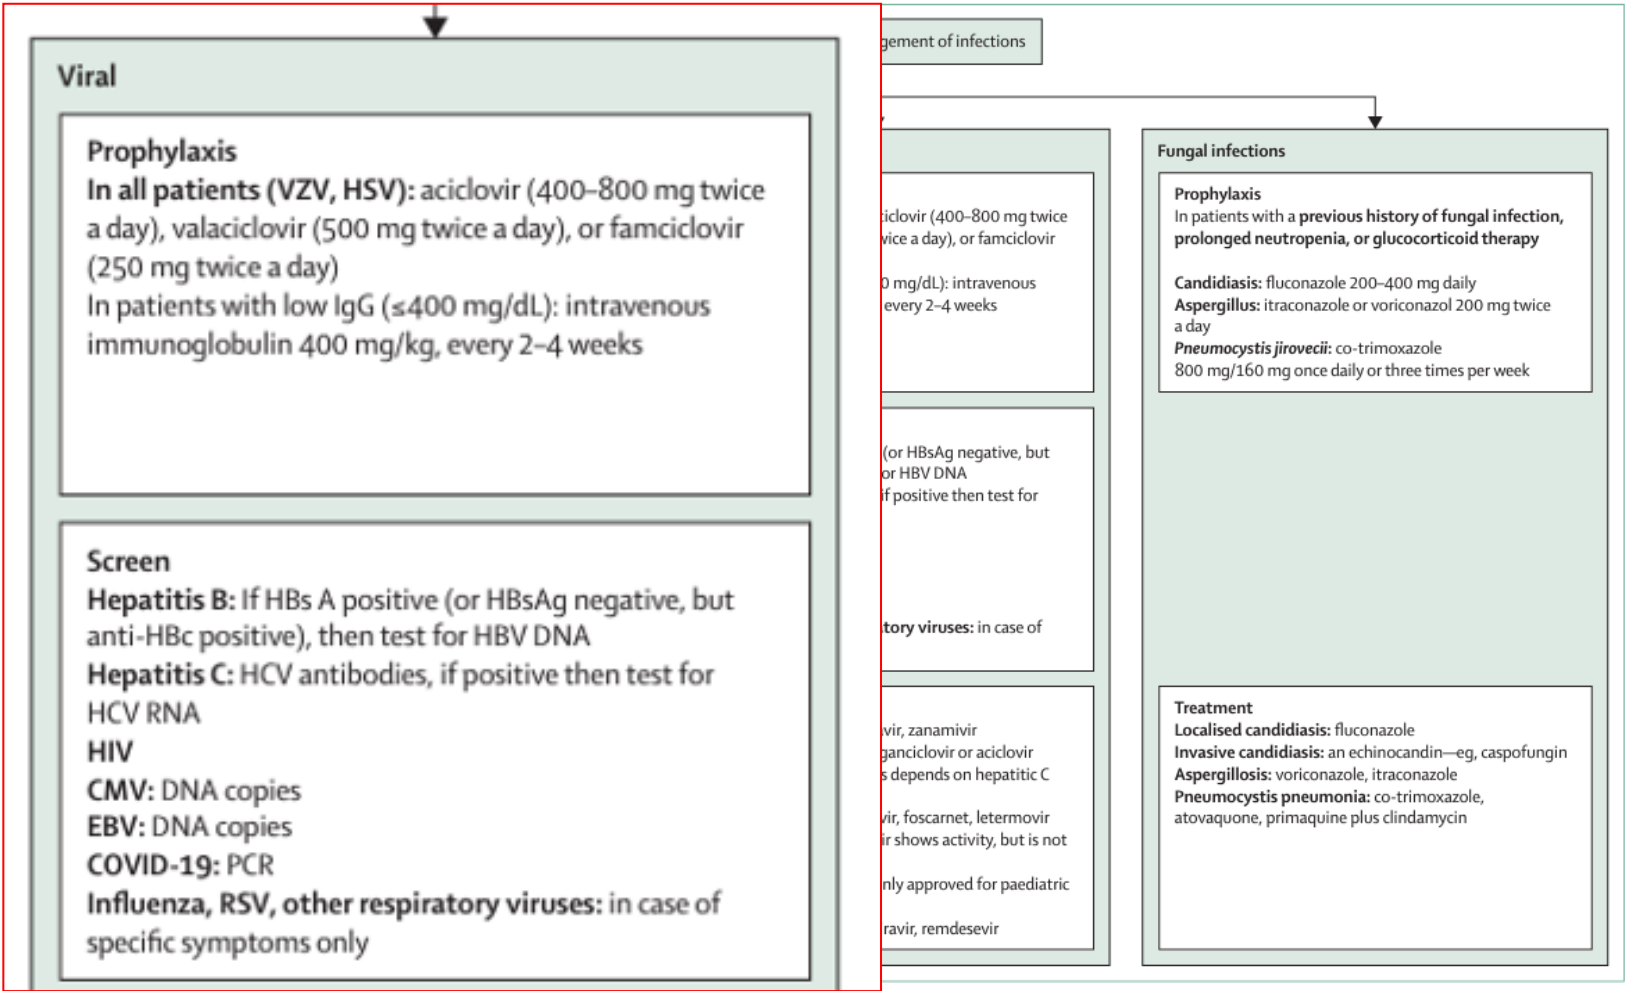 Viral
Prophylaxis
In all patients (VZV, HSV): aciclovir (400–800 mg twice
a day), valaciclovir (500 mg twice a day), or famciclovir
(250 mg twice a day)
In patients with low IgG (≤400 mg/dL): intravenous
immunoglobulin 400 mg/kg, every 2–4 weeks
Screen
Hepatitis B: If HBs A positive (or HBsAg negative, but
anti-HBc positive), then test for HBV DNA
Hepatitis C: HCV antibodies, if positive then test for
HCV RNA
HIV
CMV: DNA copies
EBV: DNA copies
COVID-19: PCR
Influenza, RSV, other respiratory viruses: in case of
specific symptoms only
of infections
(400–800 mg twice
a day), or famciclovir
mg/dL): intravenous
every 2–4 weeks
(or HBsAg negative, but
or HBV DNA
if positive then test for
viruses: in case of
zanamivir
ganciclovir or aciclovir
depends on hepatitic C
foscarnet, letermovir
shows activity, but is not
approved for paediatric
remdesevir
Fungal infections
Prophylaxis
In patients with a previous history of fungal infection,
prolonged neutropenia, or glucocorticoid therapy
Candidiasis: fluconazole 200–400 mg daily
Aspergillus: itraconazole or voriconazol 200 mg twice
a day
Pneumocystis jirovecii: co-trimoxazole
800 mg/160 mg once daily or three times per week
Treatment
Localised candidiasis: fluconazole
Invasive candidiasis: an echinocandin—eg, caspofungin
Aspergillosis: voriconazole, itraconazole
Pneumocystis pneumonia: co-trimoxazole,
atovaquone, primaquine plus clindamycin